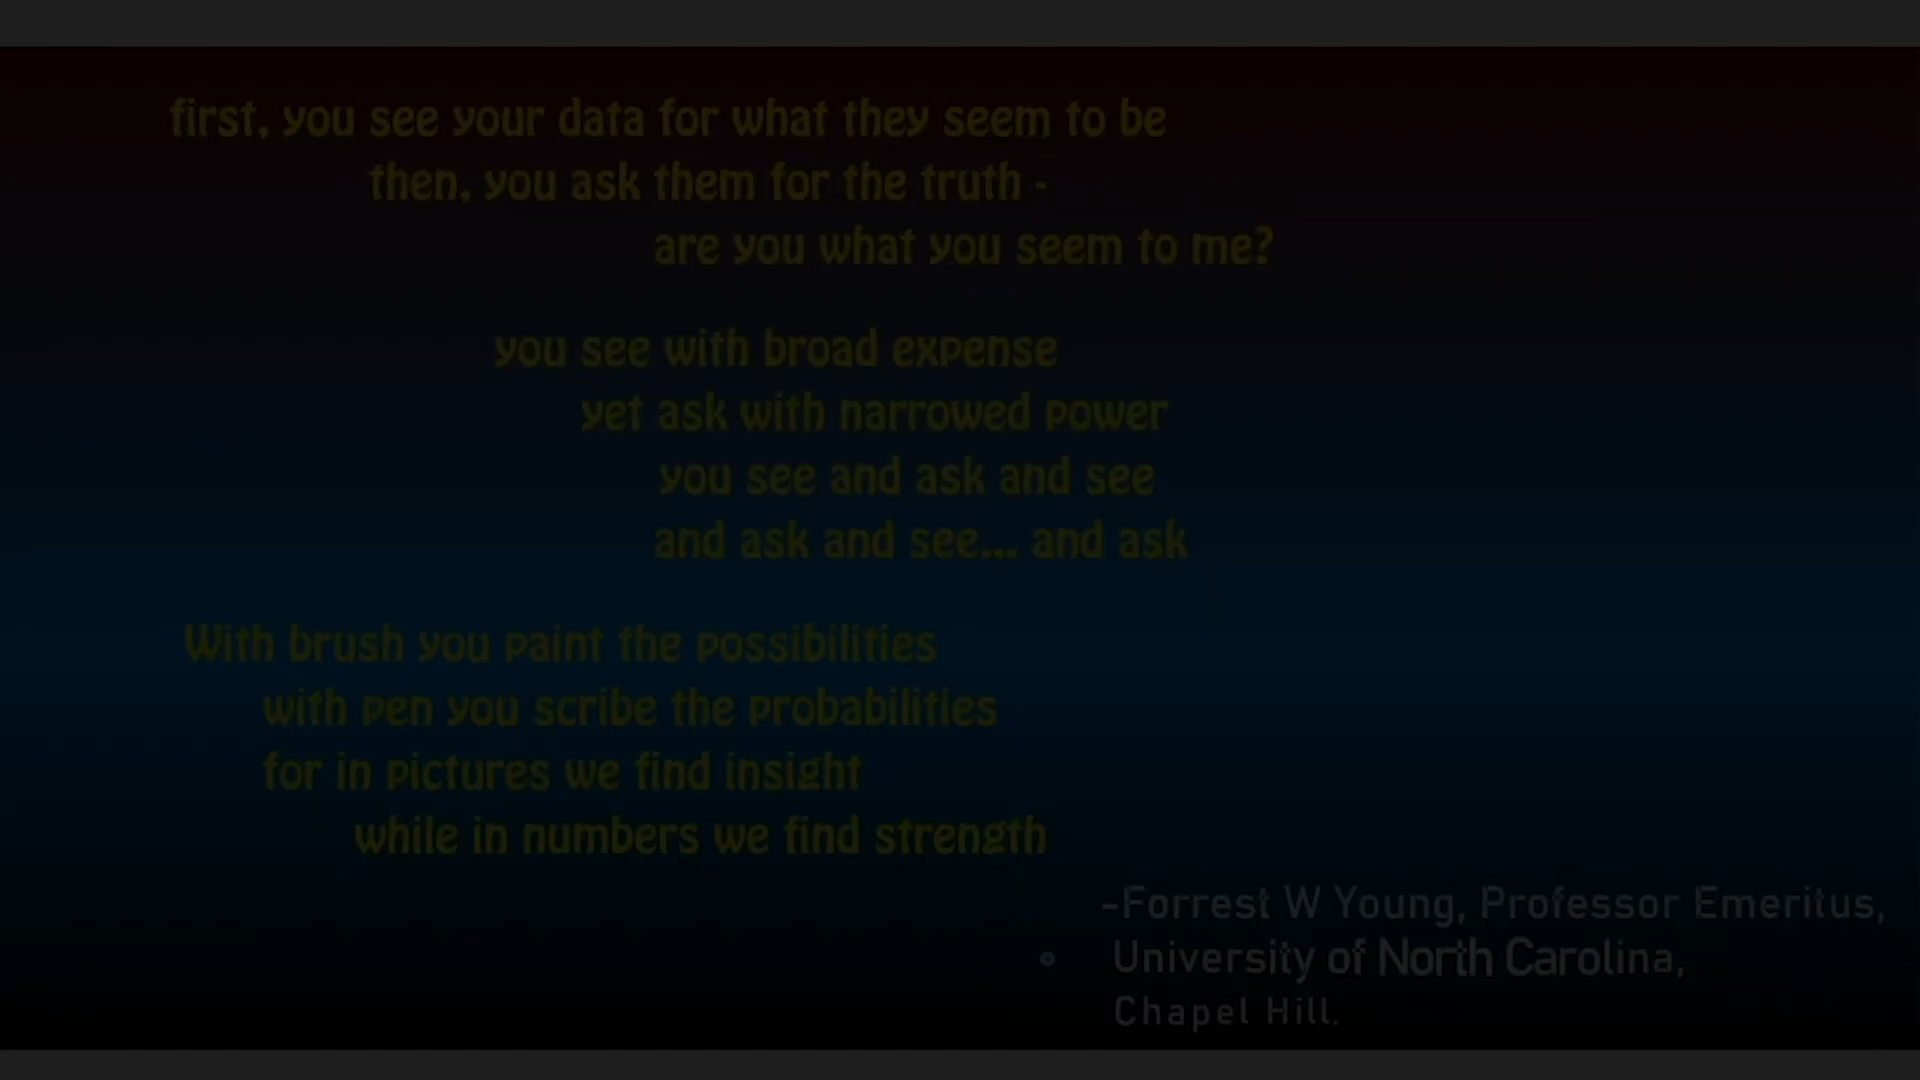 first, you see your data for what they seem to be
then, you ask them for the truth -
are you what you seem to me?
you see with broad expense
yet ask with narrowed power
you see and ask and see
and ask and see... and ask
With brush you paint the possibilities
with pen you scribe the probabilities
for in pictures we find insight
while in numbers we find strength
-Forrest W Young, Professor Emeritus,
• University of North Carolina,
Chapel Hill.